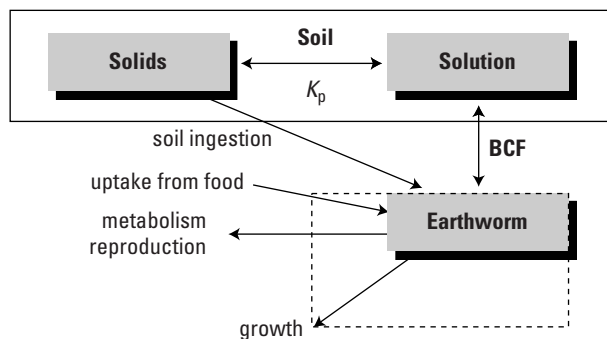 Soil
Solids
Solution
Kp
soil ingestion
BCF
uptake from food
Earthworm
metabolism
reproduction
growth